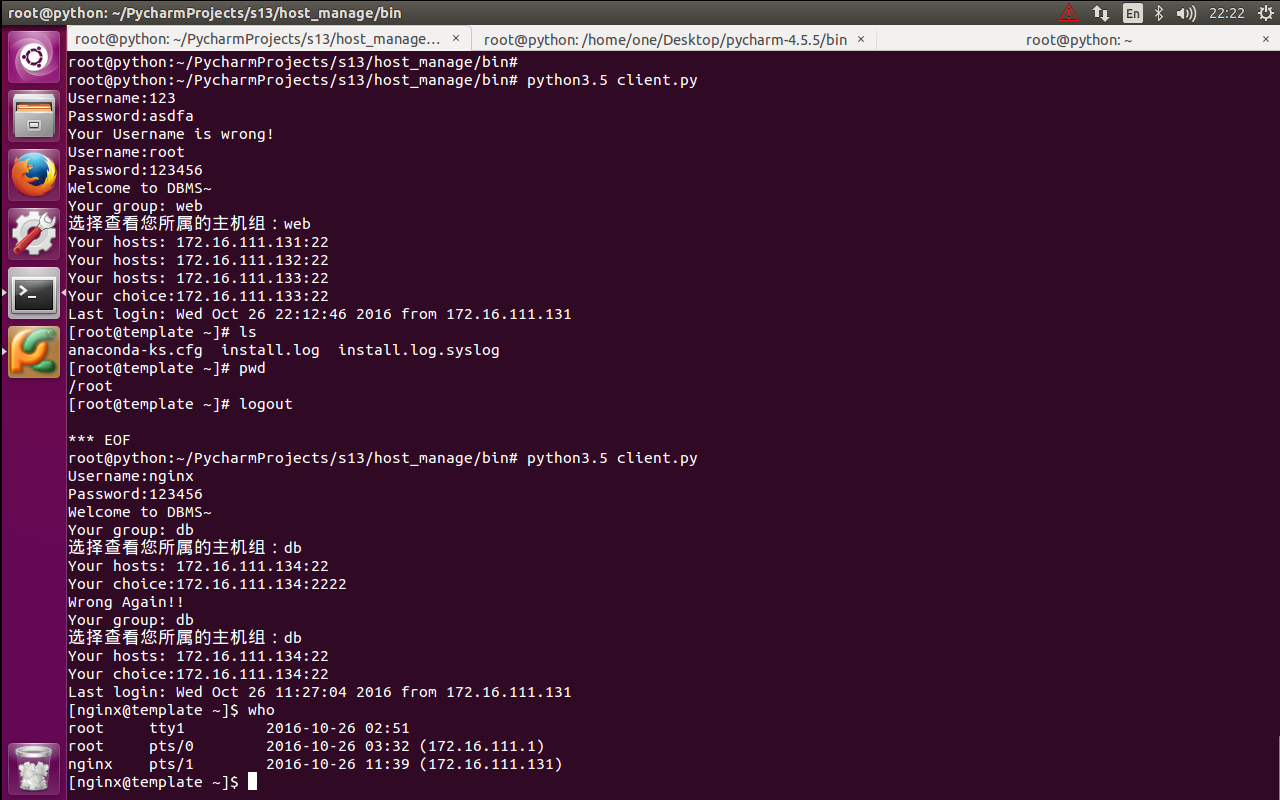 root@python: ~/PycharmProjects/s13/host_manage/bin
En
22:22
root@python: ~/PycharmProjects/s13/host_manage... ×
root@python: /home/one/Desktop/pycharm-4.5.5/bin ×
root@python: ~ ×
root@python:~/PycharmProjects/s13/host_manage/bin#
root@python:~/PycharmProjects/s13/host_manage/bin# python3.5 client.py
Username:123
Password:asdfa
Your Username is wrong!
Username:root
Password:123456
Welcome to DBMS~
Your group: web
选择查看您所属的主机组：web
Your hosts: 172.16.111.131:22
Your hosts: 172.16.111.132:22
Your hosts: 172.16.111.133:22
Your choice:172.16.111.133:22
Last login: Wed Oct 26 22:12:46 2016 from 172.16.111.131
[root@template ~]# ls
anaconda-ks.cfg  install.log  install.log.syslog
[root@template ~]# pwd
/root
[root@template ~]# logout
*** EOF
root@python:~/PycharmProjects/s13/host_manage/bin# python3.5 client.py
Username:nginx
Password:123456
Welcome to DBMS~
Your group: db
选择查看您所属的主机组：db
Your hosts: 172.16.111.134:22
Your choice:172.16.111.134:2222
Wrong Again!!
Your group: db
选择查看您所属的主机组：db
Your hosts: 172.16.111.134:22
Your choice:172.16.111.134:22
Last login: Wed Oct 26 11:27:04 2016 from 172.16.111.131
[nginx@template ~]$ who
root     tty1         2016-10-26 02:51
root     pts/0        2016-10-26 03:32 (172.16.111.1)
nginx    pts/1        2016-10-26 11:39 (172.16.111.131)
[nginx@template ~]$